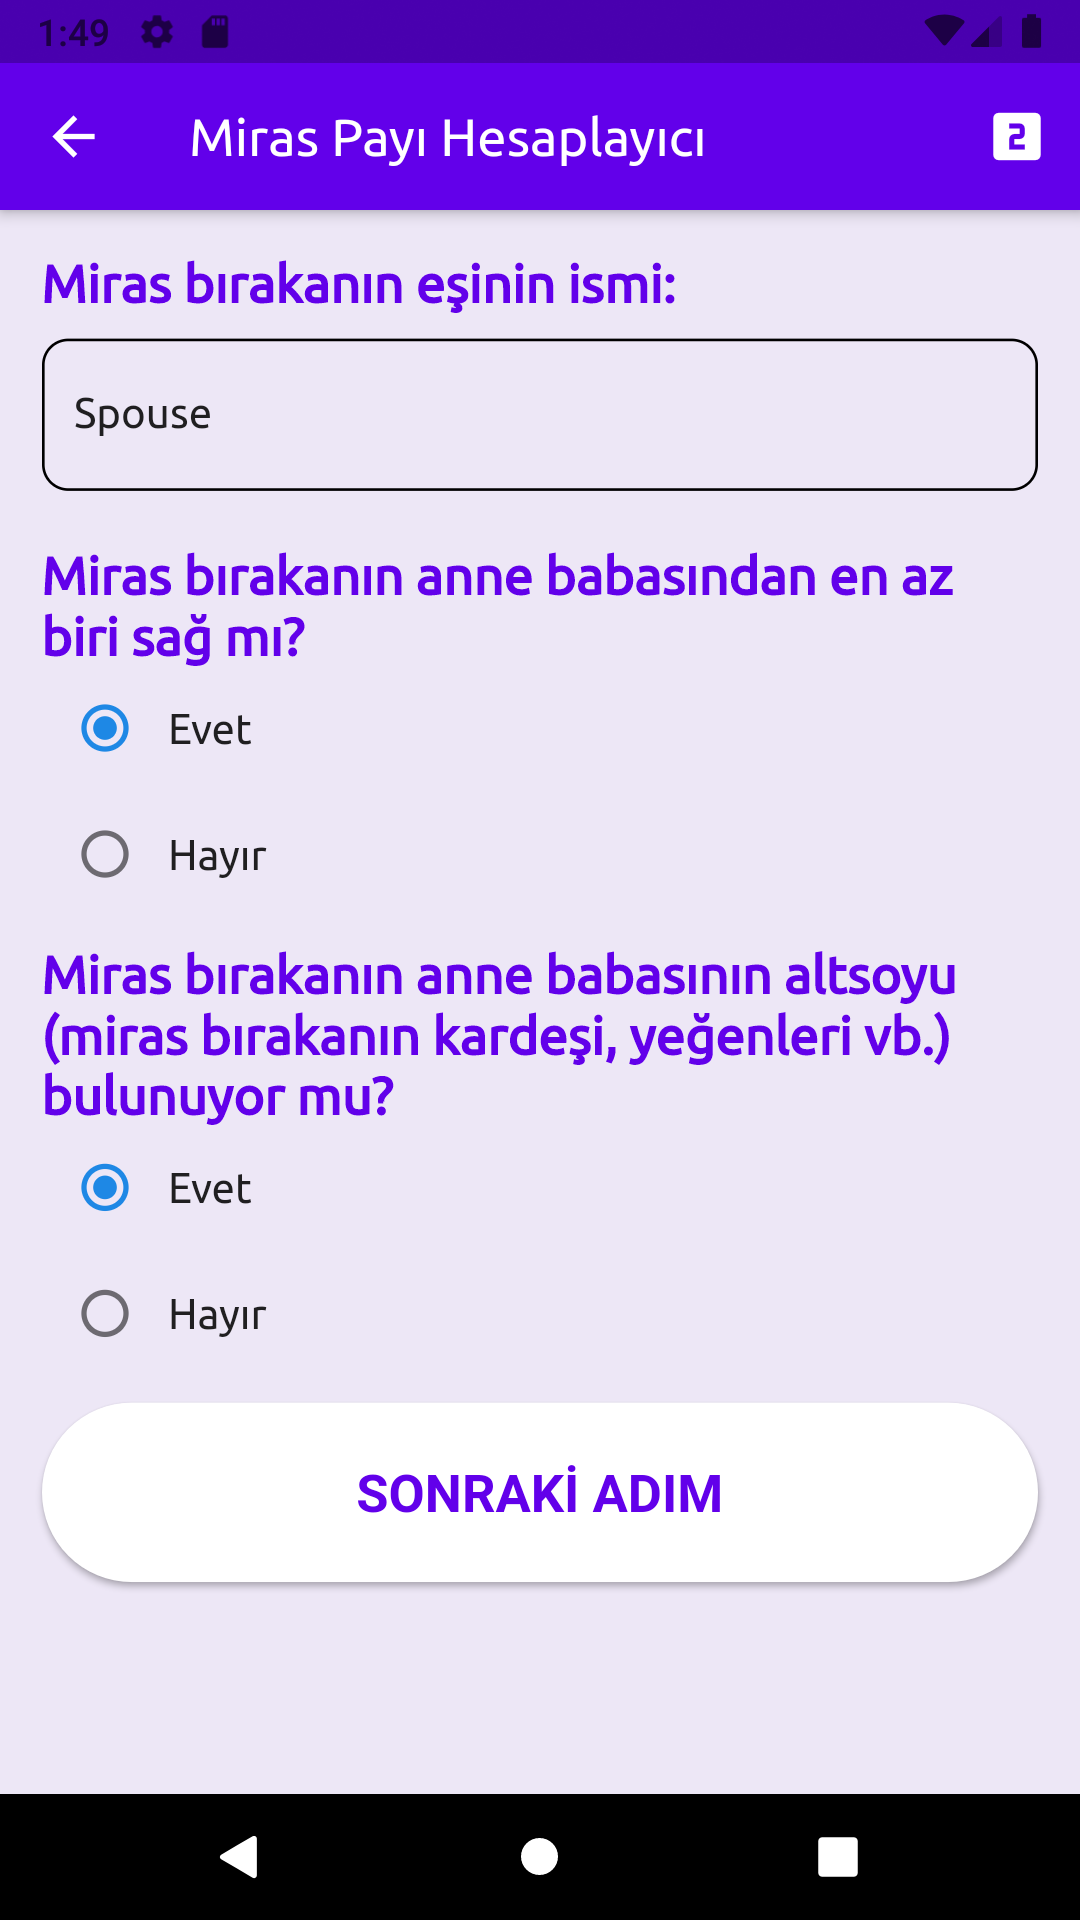 1:49
Miras Payı Hesaplayıcı
2
Miras bırakanın eşinin ismi:
Spouse
Miras bırakanın anne babasından en az
biri sağ mı?
Evet
Hayır
Miras bırakanın anne babasının altsoyu
(miras bırakanın kardeşi, yeğenleri vb.)
bulunuyor mu?
Evet
Hayır
SONRAKİ ADIM